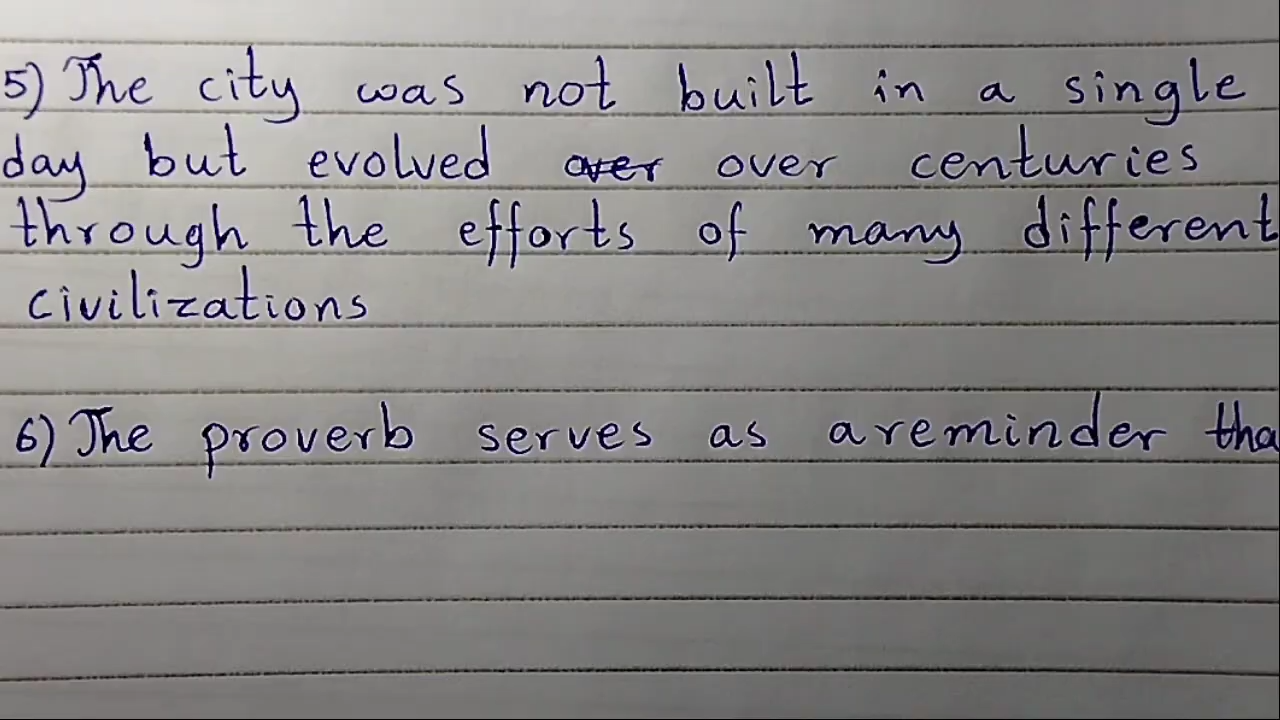 5) The city was not built in a single
day but evolved over over centuries
through the efforts of many different
civilizations
6) The proverb serves as areminder tha